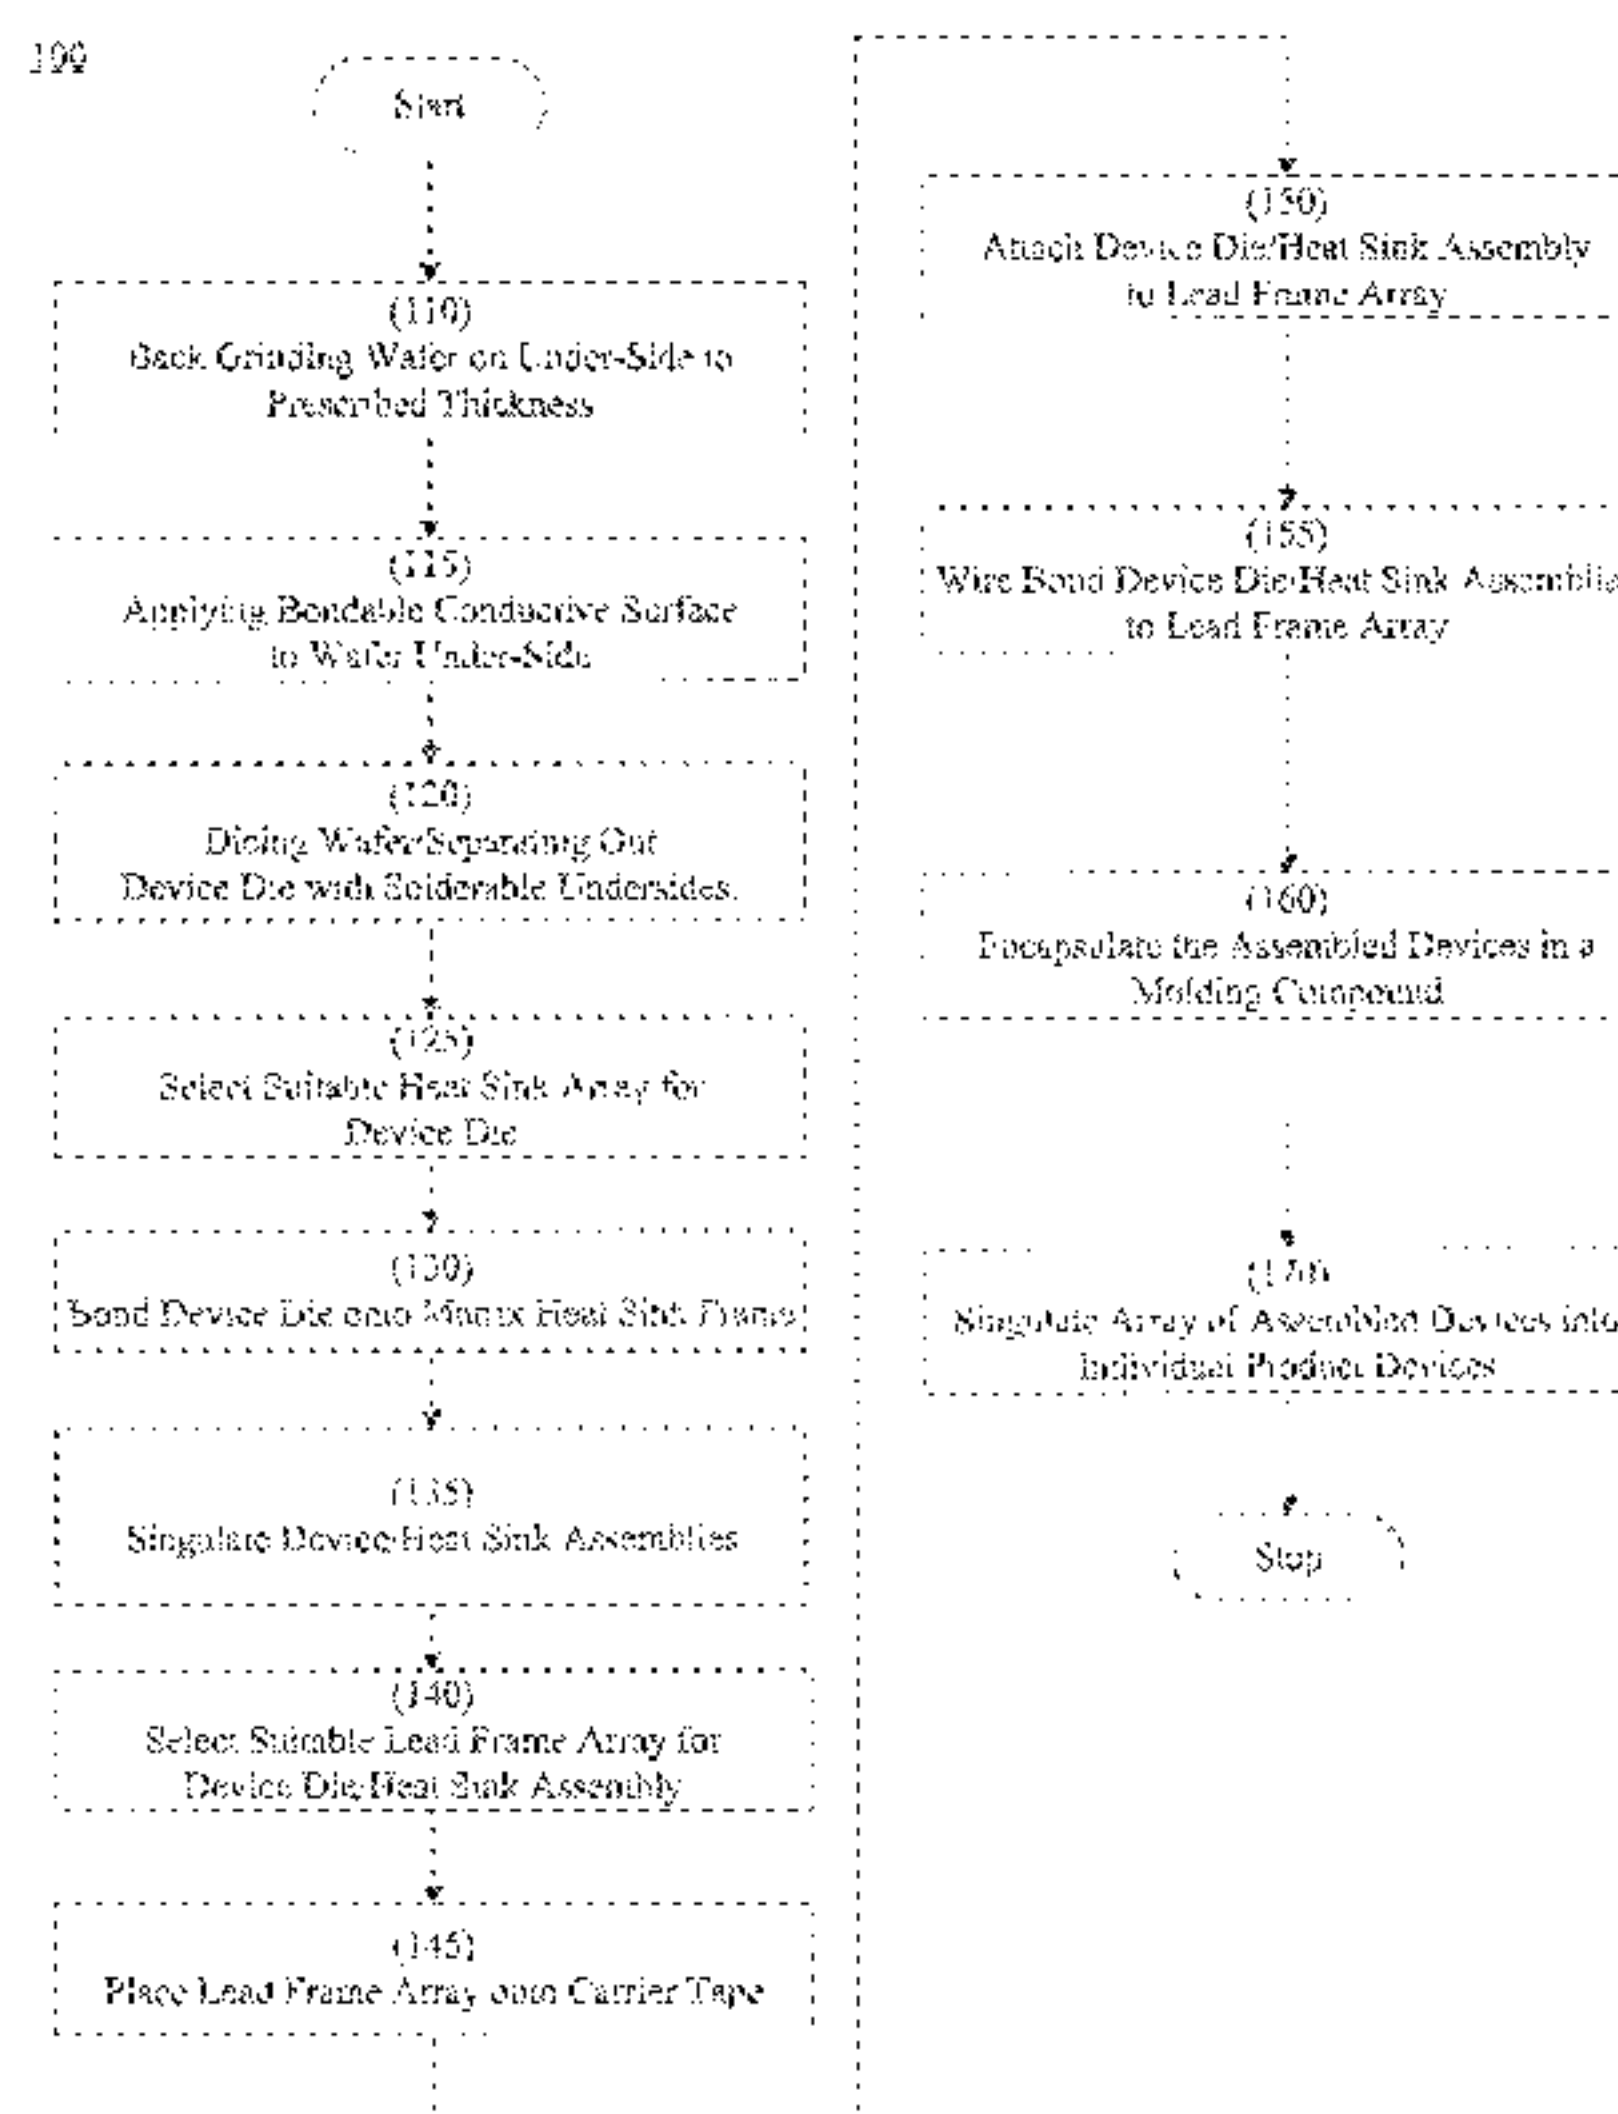 100
Start
(110)
Back Grinding Wafer on Under-Side to
Prescribed Thickness
(115)
Applying Bondable Conductive Surface
to Wafer Under-Side
(120)
Dicing Wafer/Separating Out
Device Die with Solderable Undersides.
(125)
Select Suitable Heat Sink Array for
Device Die
(130)
Bond Device Die onto Matrix Heat Sink Frame
(135)
Singulate Device/Heat Sink Assemblies
(140)
Select Suitable Lead Frame Array for
Device Die/Heat Sink Assembly
(145)
Place Lead Frame Array onto Carrier Tape
(150)
Attach Device Die/Heat Sink Assembly
to Lead Frame Array
(155)
Wire Bond Device Die/Heat Sink
to Lead Frame Array
(160)
Encapsulate the Assembled Devices in a
Molding Compound
Singulate Array of Assembled Devices into
Individual Product Devices
Stop